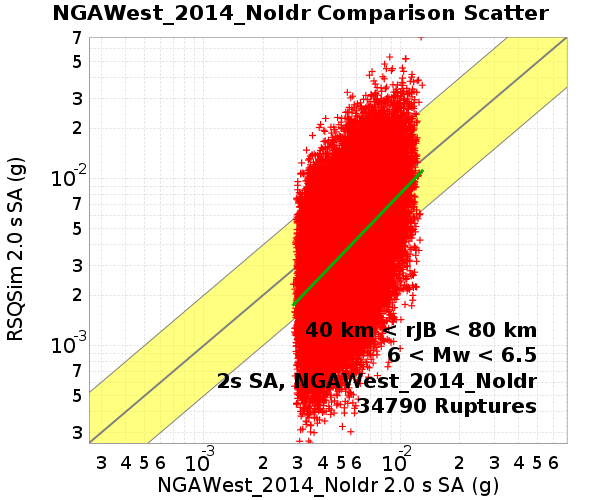 NGAWest_2014_NoIdr Comparison Scatter
7
5
3
2
10-2
7
5
3
2
10-3
7
5
3
RSQSim 2.0 s SA (g)
40 km < rJB < 80 km
6 < Mw < 6.5
2s SA, NGAWest_2014_NoIdr
34790 Ruptures
3 4 5 6 10-3 2 3 4 5 6 10-2 2 3 4 5 6
NGAWest_2014_NoIdr 2.0 s SA (g)